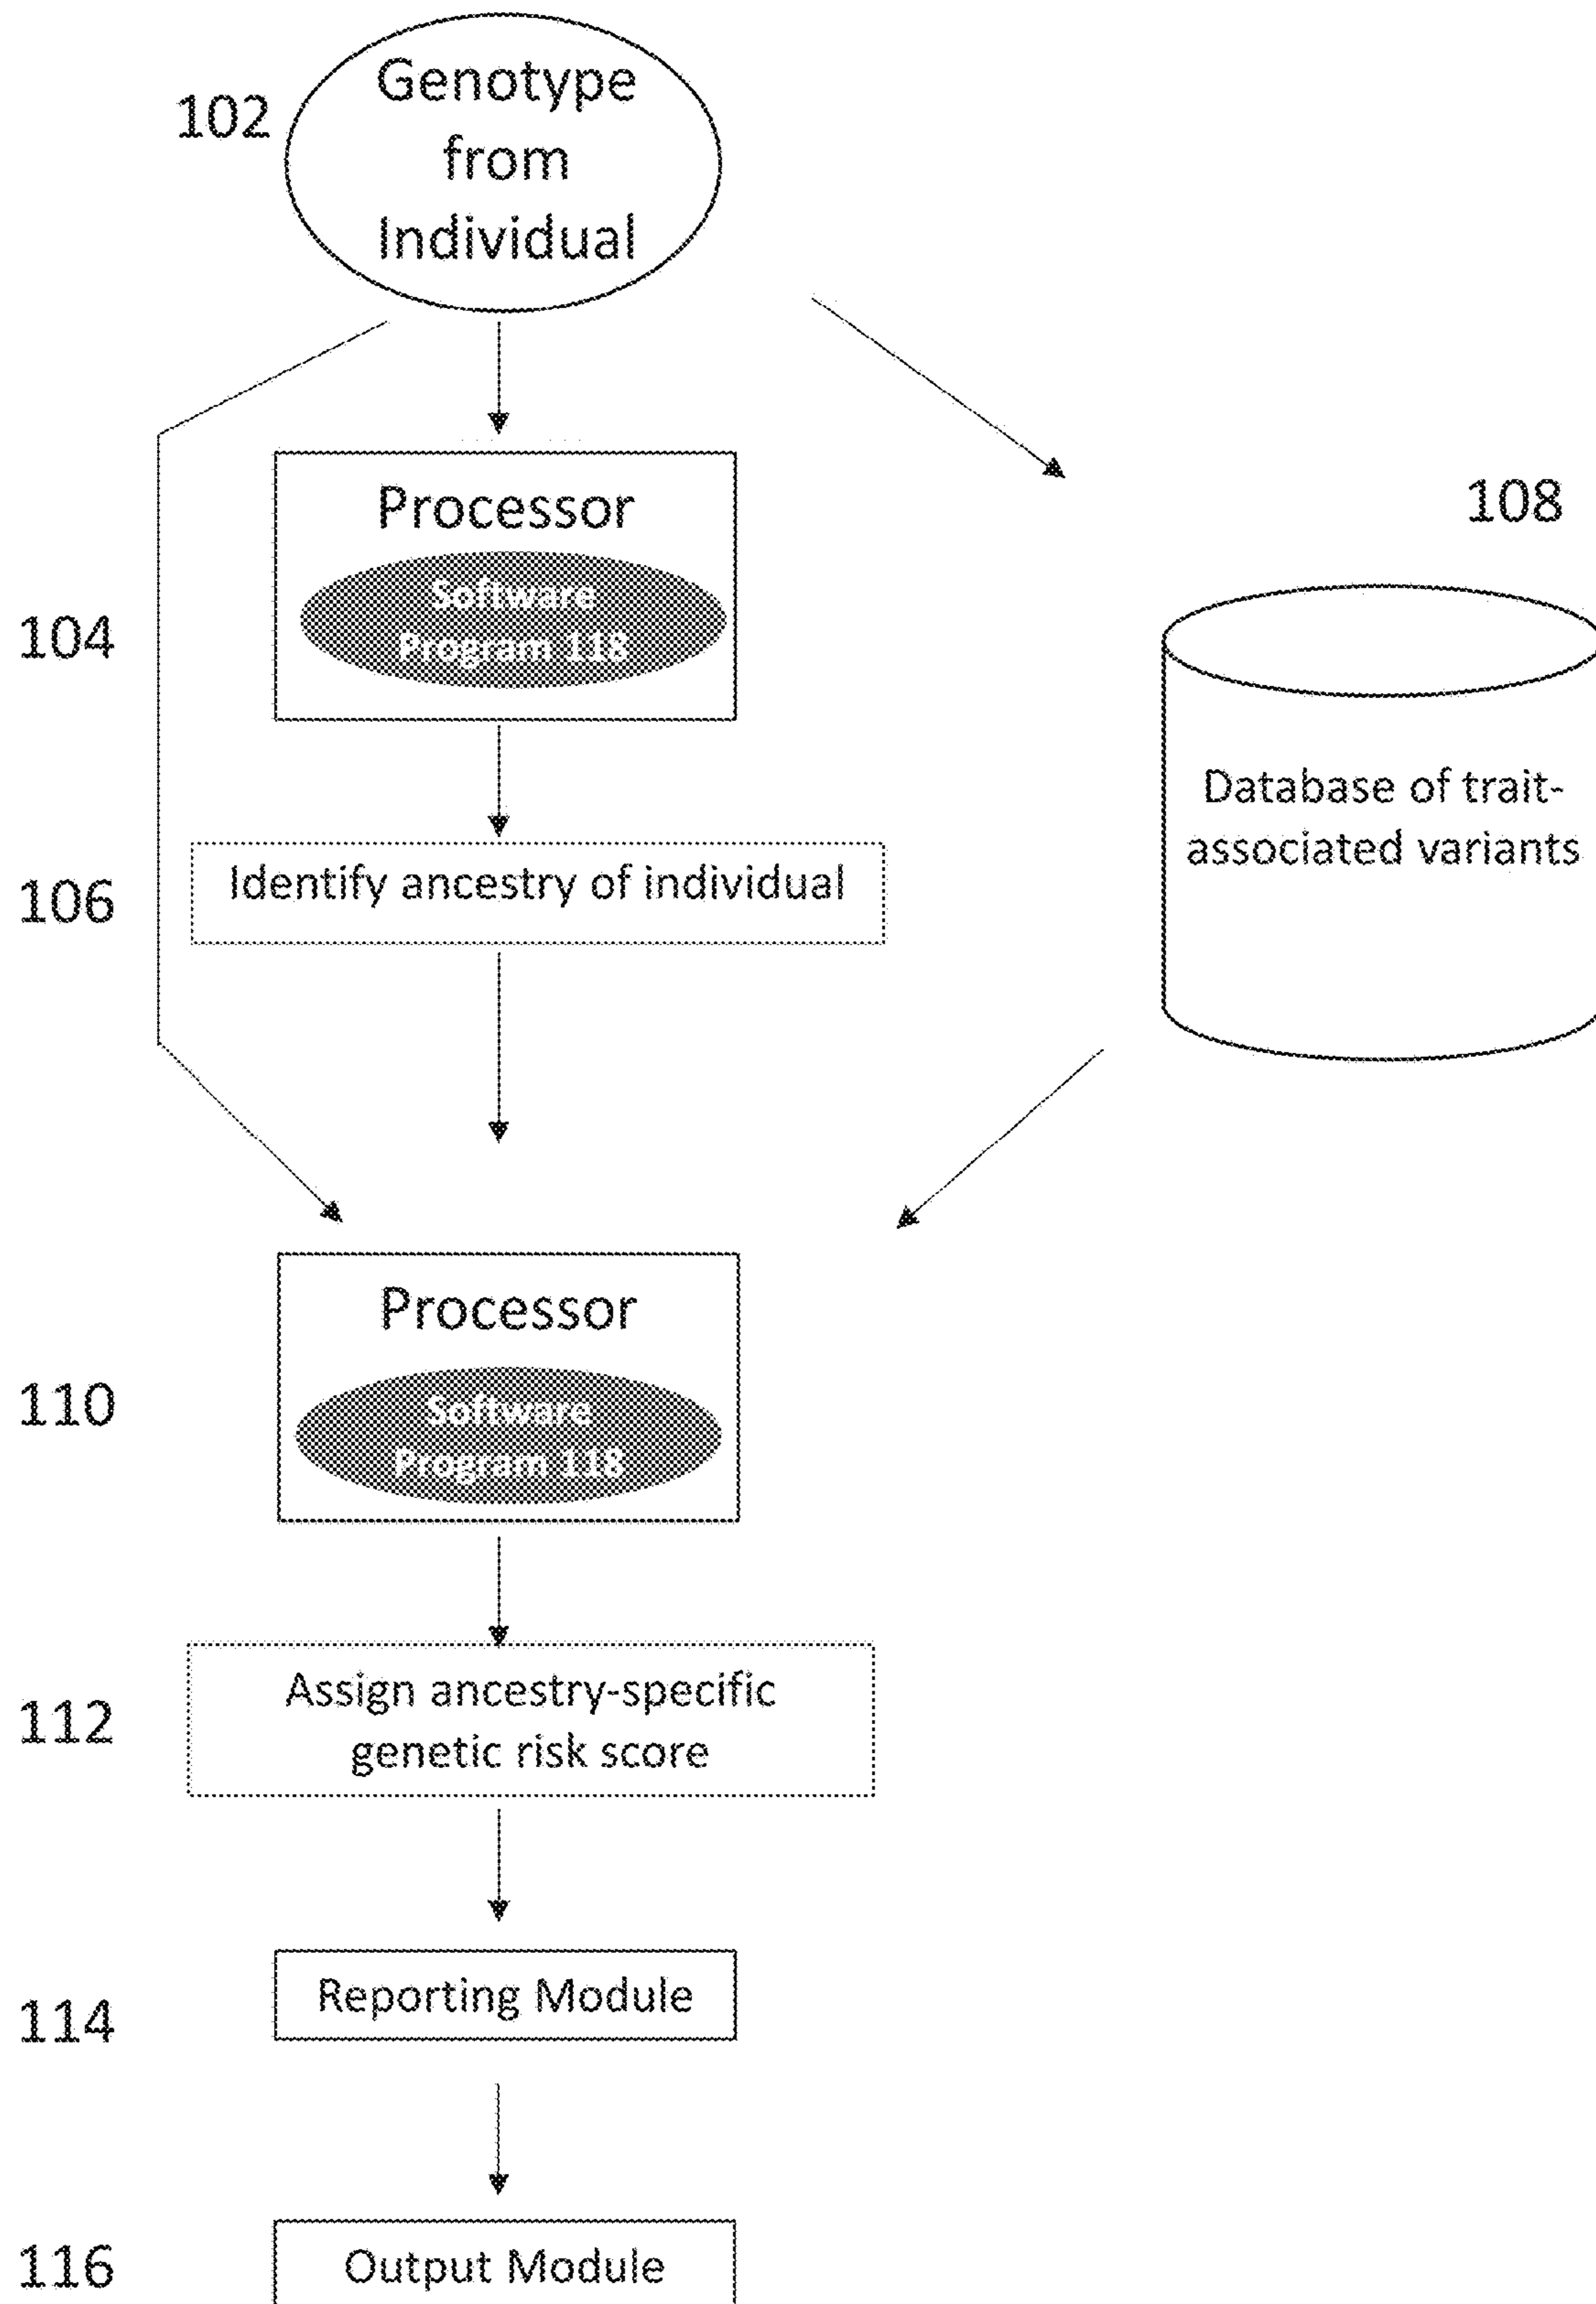 102
Genotype
from
Individual
Processor
Software
Program 118
104
108
Database of trait-
associated variants
106
Identify ancestry of individual
Processor
110
Software
Program 118
112
Assign ancestry-specific
genetic risk score
114
Reporting Module
116
Output Module